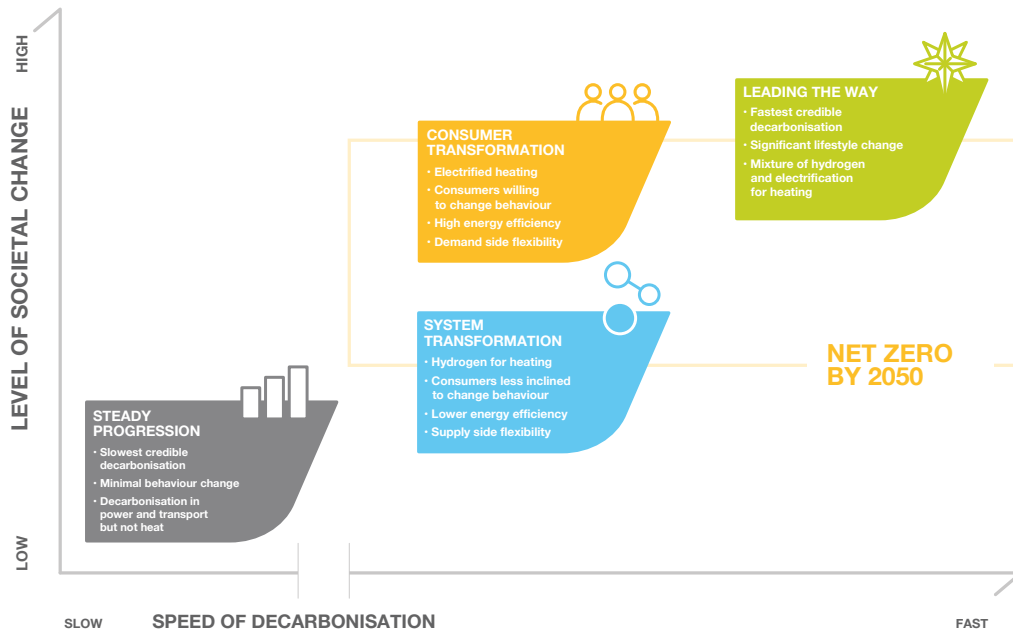 HIGH
LEVEL OF SOCIETAL CHANGE
LOW
STEADY
PROGRESSION
· Slowest credible
decarbonisation
· Minimal behaviour change
· Decarbonisation in
power and transport
but not heat
CONSUMER
TRANSFORMATION
· Electrified heating
· Consumers willing
to change behaviour
· High energy efficiency
· Demand side flexibility
SYSTEM
TRANSFORMATION
· Hydrogen for heating
· Consumers less inclined
to change behaviour
· Lower energy efficiency
· Supply side flexibility
LEADING THE WAY
· Fastest credible
decarbonisation
· Significant lifestyle change
· Mixture of hydrogen
and electrification
for heating
NET ZERO
BY 2050
SLOW
SPEED OF DECARBONISATION
FAST